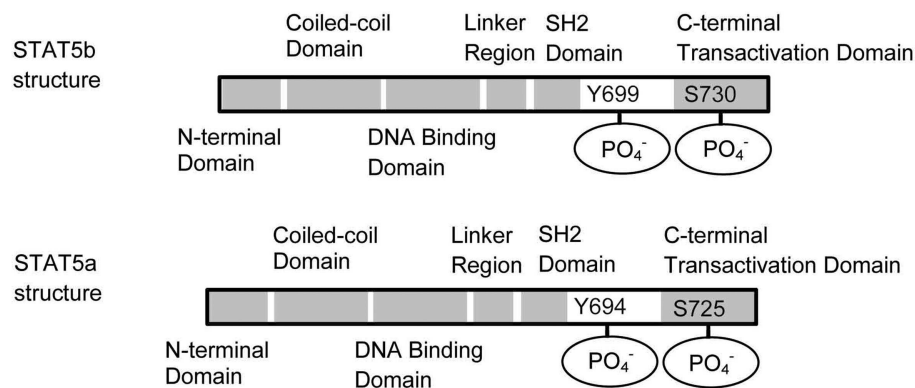 STAT5b
structure
Coiled-coil
Domain
Linker
Region
SH2
Domain
C-terminal
Transactivation Domain
Y699
S730
N-terminal
Domain
DNA Binding
Domain
PO₄⁻
PO₄⁻
STAT5a
structure
Coiled-coil
Domain
Linker
Region
SH2
Domain
C-terminal
Transactivation Domain
Y694
S725
N-terminal
Domain
DNA Binding
Domain
PO₄⁻
PO₄⁻